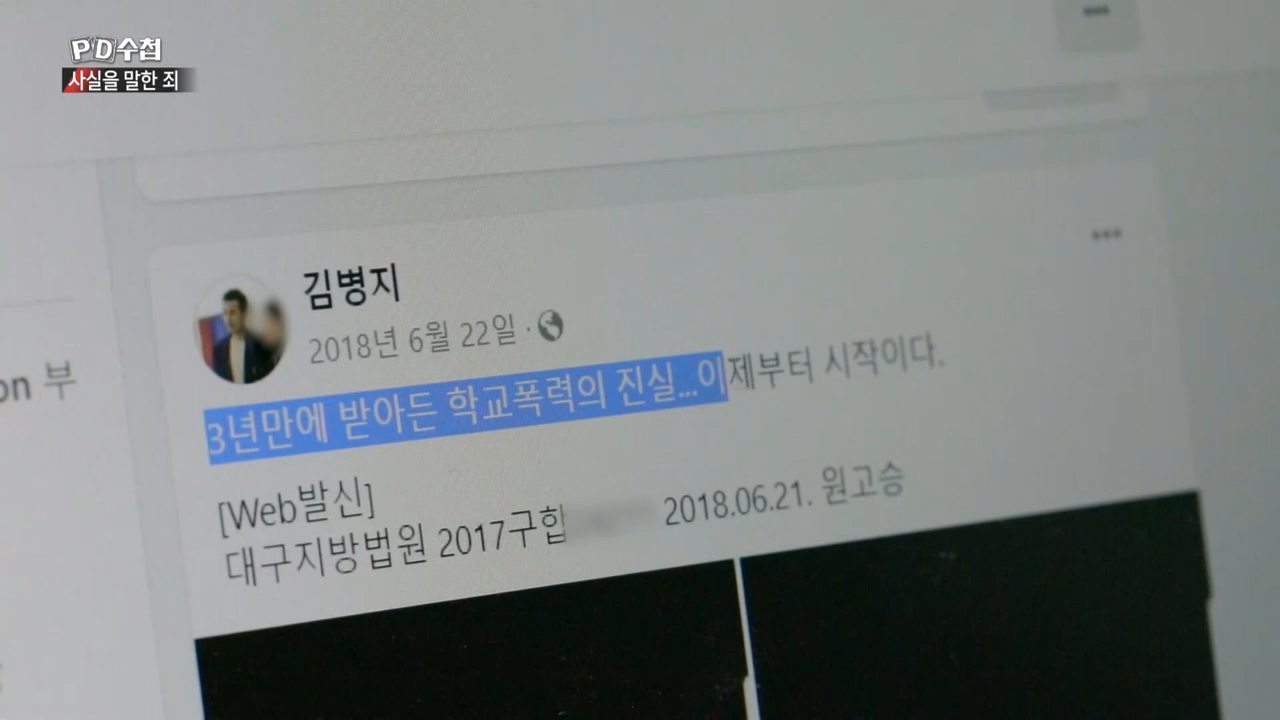 PD수첩
사실을 말한 죄
김병지
2018년 6월 22일 ·
3년만에 받아든 학교폭력의 진실...이제부터 시작이다.
on 부
[Web발신]
대구지방법원 2017구합 2018.06.21. 원고승